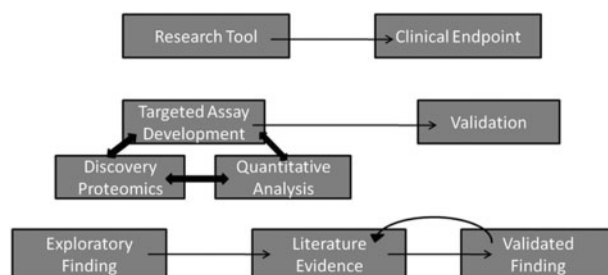 Research Tool
Clinical Endpoint
Targeted Assay
Development
Validation
Discovery
Proteomics
Quantitative
Analysis
Exploratory
Finding
Literature
Evidence
Validated
Finding